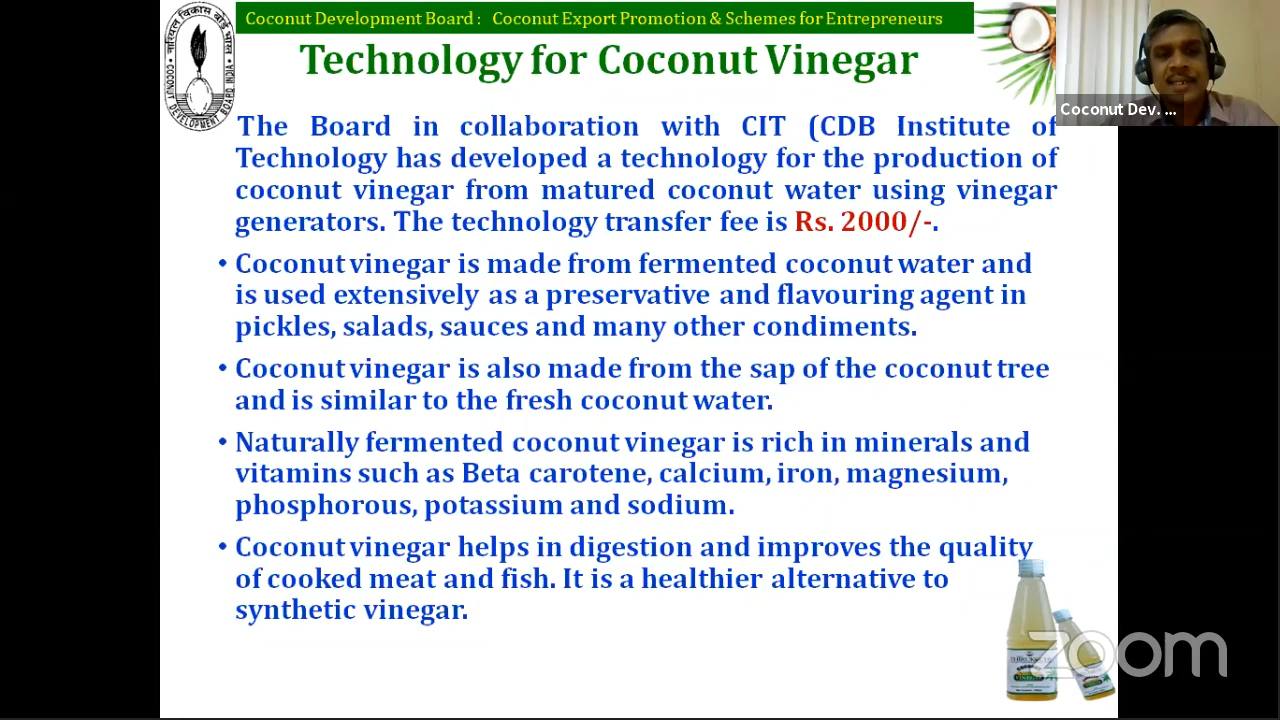 Coconut Development Board : Coconut Export Promotion & Schemes for Entrepreneurs
Technology for Coconut Vinegar
नारियल विकास बोर्ड भारत
COCONUT DEVELOPMENT BOARD INDIA
Coconut Dev. ...
The Board in collaboration with CIT (CDB Institute of
Technology has developed a technology for the production of
coconut vinegar from matured coconut water using vinegar
generators. The technology transfer fee is Rs. 2000/-.
• Coconut vinegar is made from fermented coconut water and
is used extensively as a preservative and flavouring agent in
pickles, salads, sauces and many other condiments.
• Coconut vinegar is also made from the sap of the coconut tree
and is similar to the fresh coconut water.
• Naturally fermented coconut vinegar is rich in minerals and
vitamins such as Beta carotene, calcium, iron, magnesium,
phosphorous, potassium and sodium.
• Coconut vinegar helps in digestion and improves the quality
of cooked meat and fish. It is a healthier alternative to
synthetic vinegar.
zoom